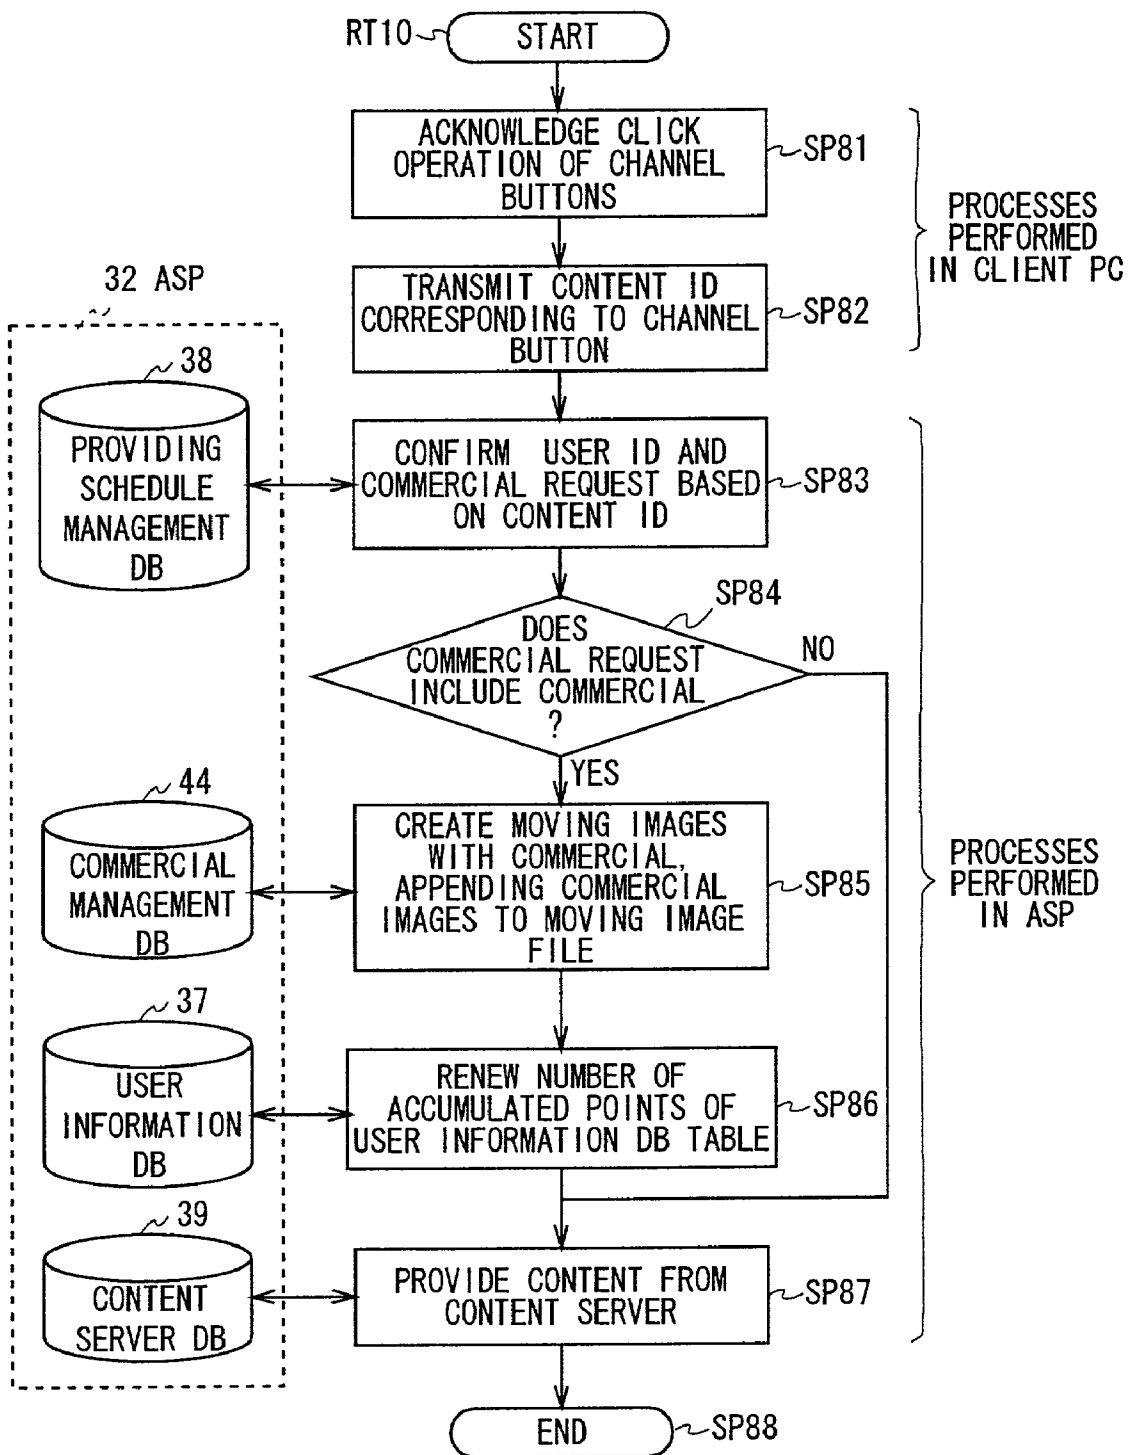 RT10
START
ACKNOWLEDGE CLICK
OPERATION OF CHANNEL
BUTTONS
SP81
PROCESSES
PERFORMED
IN CLIENT PC
TRANSMIT CONTENT ID
CORRESPONDING TO CHANNEL
BUTTON
SP82
32 ASP
38
PROVIDING
SCHEDULE
MANAGEMENT
DB
CONFIRM USER ID AND
COMMERCIAL REQUEST BASED
ON CONTENT ID
SP83
SP84
DOES
COMMERCIAL REQUEST
INCLUDE COMMERCIAL
?
NO
YES
44
COMMERCIAL
MANAGEMENT
DB
CREATE MOVING IMAGES
WITH COMMERCIAL,
APPENDING COMMERCIAL
IMAGES TO MOVING IMAGE
FILE
SP85
PROCESSES
PERFORMED
IN ASP
37
USER
INFORMATION
DB
RENEW NUMBER OF
ACCUMULATED POINTS OF
USER INFORMATION DB TABLE
SP86
39
CONTENT
SERVER DB
PROVIDE CONTENT FROM
CONTENT SERVER
SP87
END
SP88